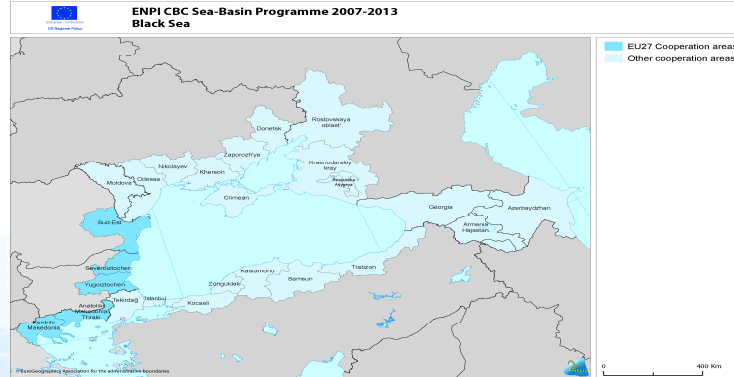 ENPI CBC Sea-Basin Programme 2007-2013
Black Sea
European Commission
DG Regional Policy
EU27 Cooperation areas
Other cooperation areas
Rostovskaya
oblast'
Donetsk
Zaporozh'ye
Nikolayev
Kherson
Odessa
Moldova
Krasnodarskiy
kray
Respublika
Adygeya
Crimean
Georgia
Azerbaydzhan
Armenia
Hajastan
Sud-Est
Severoiztochen
Yugoiztochen
Trabzon
Kastamonu
Samsun
Zonguldak
Tekirdağ
Istanbul
Kocaeli
Anatoliki
Makedonia
Thraki
Kentriki
Makedonia
EuroGeographics Association for the administrative boundaries
0
400 Km